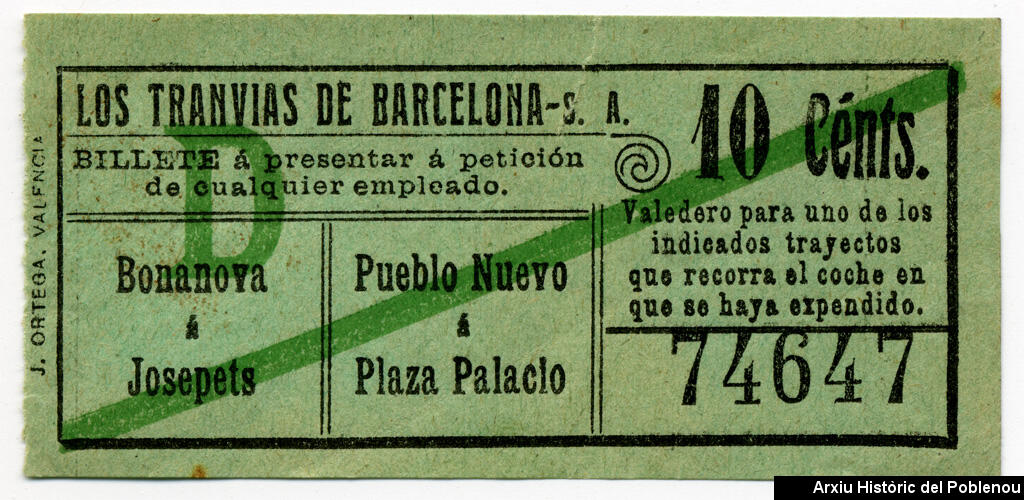 LOS TRANVIAS DE BARCELONA-S. A.
BILLETE á presentar á petición
de cualquier empleado.
D
Bonanova
á
Josepets
Pueblo Nuevo
á
Plaza Palacio
10 Cénts.
Valedero para uno de los
indicados trayectos
que recorra el coche en
que se haya expendido.
74647
J. ORTEGA. VALENCIA
Arxiu Històric del Poblenou